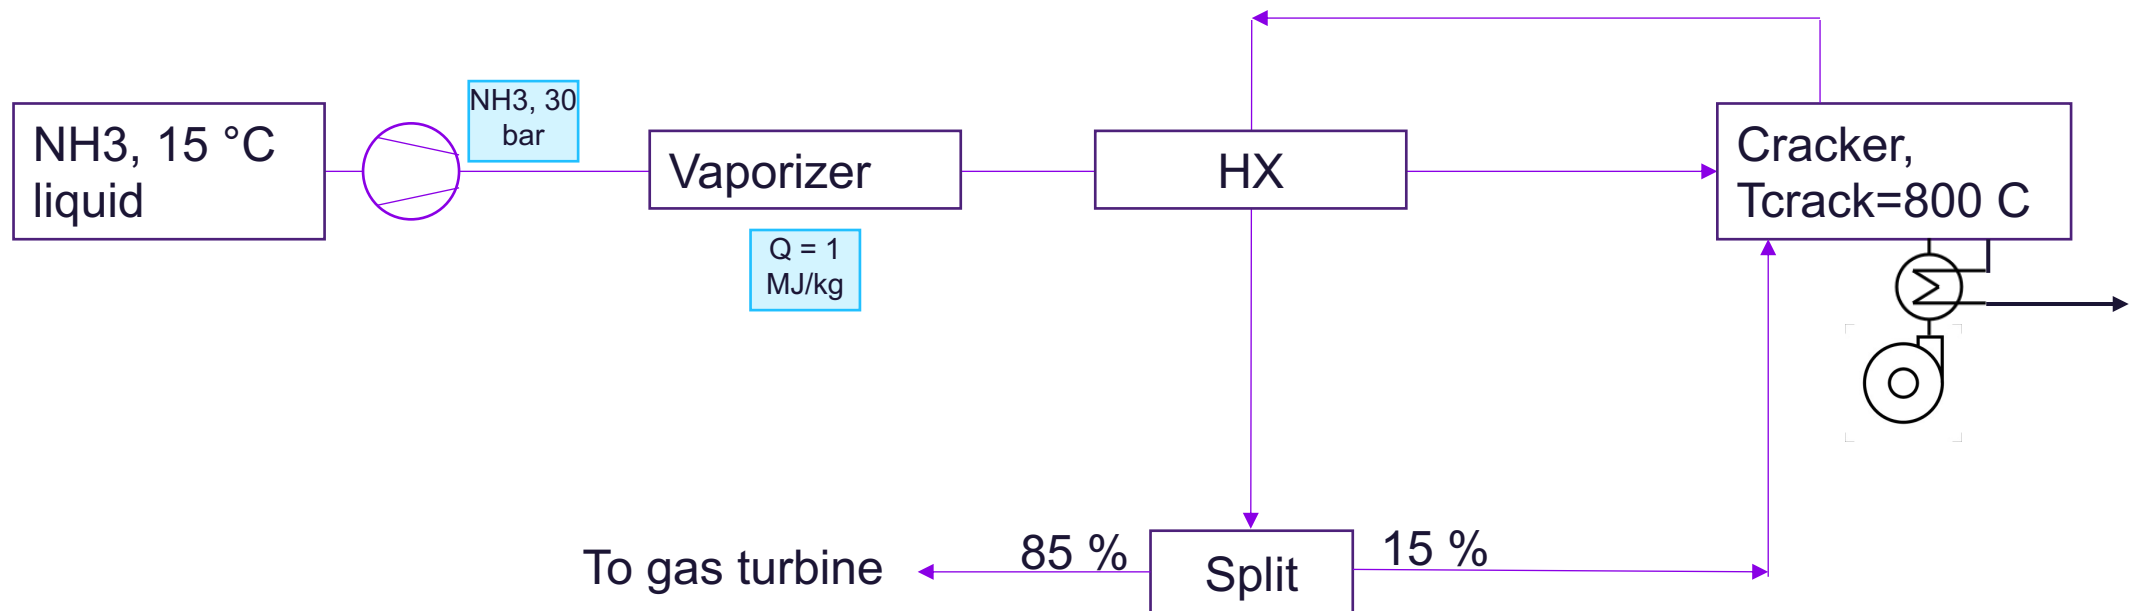 NH3, 15 °C
liquid
NH3, 30
bar
Vaporizer
Q = 1
MJ/kg
HX
Cracker,
Tcrack=800 C
To gas turbine
85 %
Split
15 %